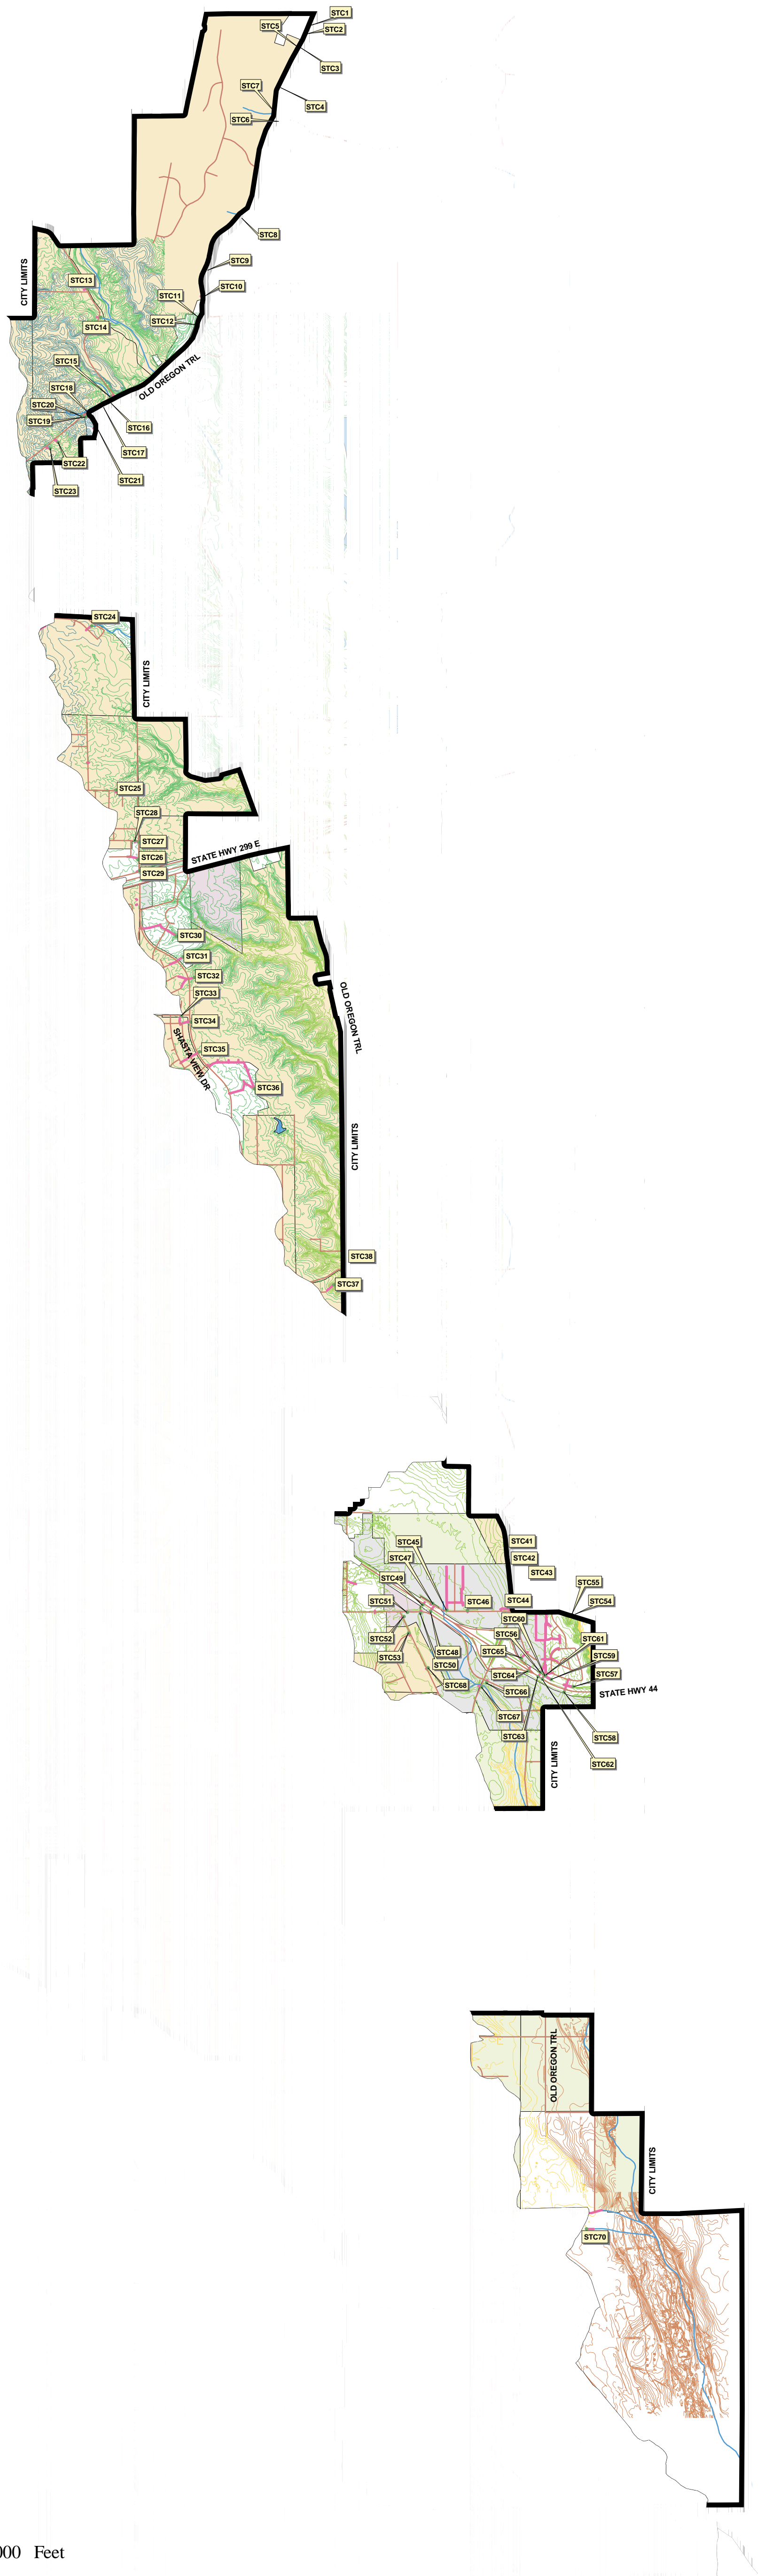 STC1
STC5
STC2
STC3
STC7
STC4
STC6
STC8
STC9
CITY LIMITS
STC13
STC10
STC11
STC12
STC14
STC15
OLD OREGON TRL
STC18
STC20
STC19
STC16
STC17
STC22
STC21
STC23
STC24
CITY LIMITS
STC25
STC28
STC27
STATE HWY 299 E
STC26
STC29
STC30
STC31
STC32
STC33
OLD OREGON TRL
STC34
SHASTA VIEW DR
STC35
STC36
CITY LIMITS
STC38
STC37
STC45
STC41
STC47
STC42
STC43
STC49
STC55
STC51
STC46
STC44
STC54
STC60
STC56
STC52
STC61
STC48
STC65
STC53
STC59
STC50
STC64
STC57
STC68
STC66
STATE HWY 44
STC67
STC63
STC58
CITY LIMITS
STC62
OLD OREGON TRL
CITY LIMITS
STC70
000 Feet